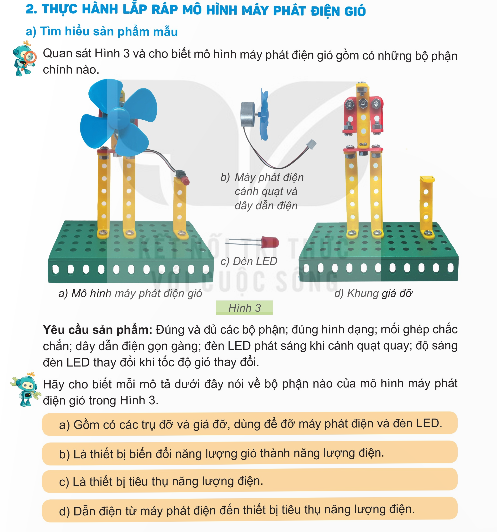 2. THỰC HÀNH LẮP RÁP MÔ HÌNH MÁY PHÁT ĐIỆN GIÓ
a) Tìm hiểu sản phẩm mẫu
Quan sát Hình 3 và cho biết mô hình máy phát điện gió gồm có những bộ phận
chính nào.
b) Máy phát điện
cánh quạt và
dây dẫn điện
c) Đèn LED
KẾT NỐI TRI THỨC
VỚI CUỘC SỐNG
a) Mô hình máy phát điện gió
d) Khung giá đỡ
Hình 3
Yêu cầu sản phẩm: Đúng và đủ các bộ phận; đúng hình dạng; mối ghép chắc
chắn; dây dẫn điện gọn gàng; đèn LED phát sáng khi cánh quạt quay; độ sáng
đèn LED thay đổi khi tốc độ gió thay đổi.
Hãy cho biết mỗi mô tả dưới đây nói về bộ phận nào của mô hình máy phát
điện gió trong Hình 3.
a) Gồm có các trụ đỡ và giá đỡ, dùng để đỡ máy phát điện và đèn LED.
b) Là thiết bị biến đổi năng lượng gió thành năng lượng điện.
c) Là thiết bị tiêu thụ năng lượng điện.
d) Dẫn điện từ máy phát điện đến thiết bị tiêu thụ năng lượng điện.